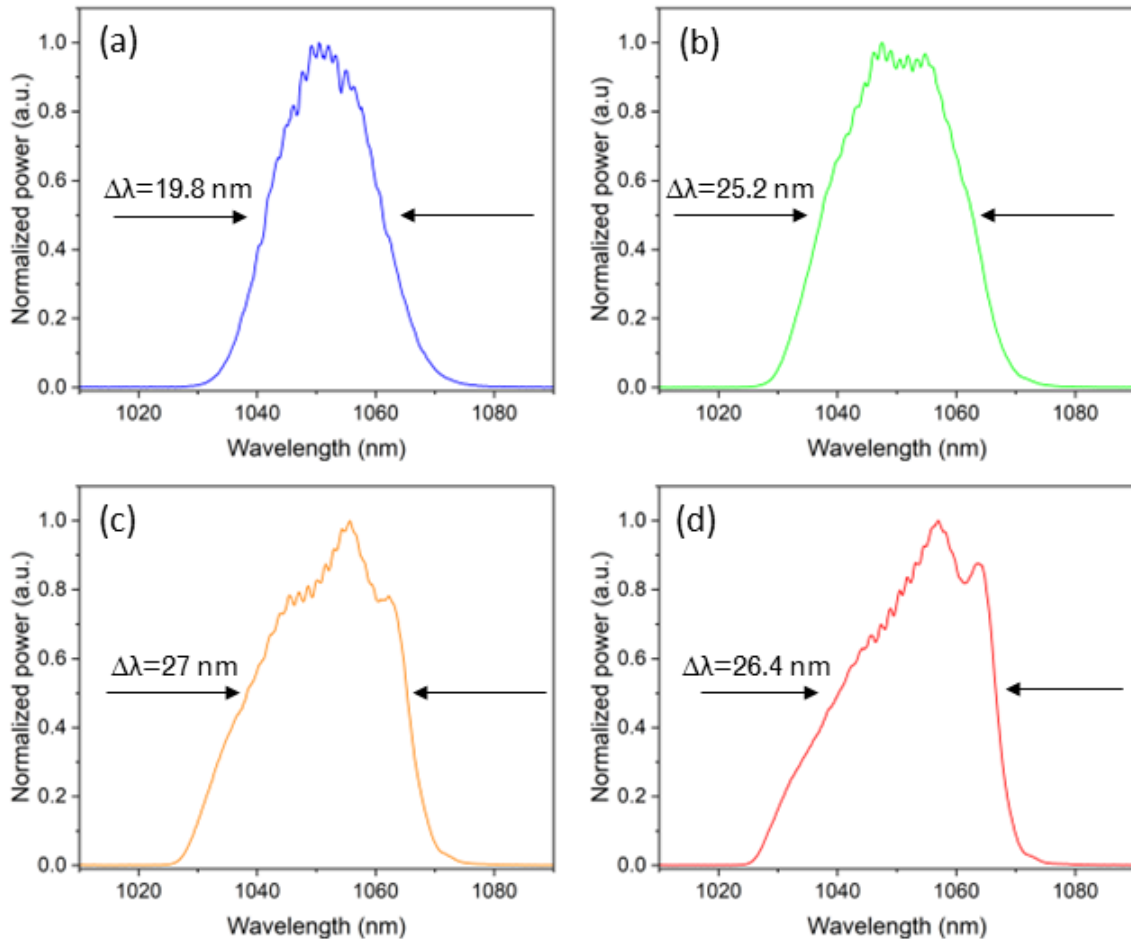 (a)
Normalized power (a.u.)
1.0
0.8
0.6
0.4
0.2
0.0
Δλ=19.8 nm
1020 1040 1060 1080
Wavelength (nm)
(b)
Normalized power (a.u)
1.0
0.8
0.6
0.4
0.2
0.0
Δλ=25.2 nm
1020 1040 1060 1080
Wavelength (nm)
(c)
Normalized power (a.u.)
1.0
0.8
0.6
0.4
0.2
0.0
Δλ=27 nm
1020 1040 1060 1080
Wavelength (nm)
(d)
Normalized power (a.u.)
1.0
0.8
0.6
0.4
0.2
0.0
Δλ=26.4 nm
1020 1040 1060 1080
Wavelength (nm)